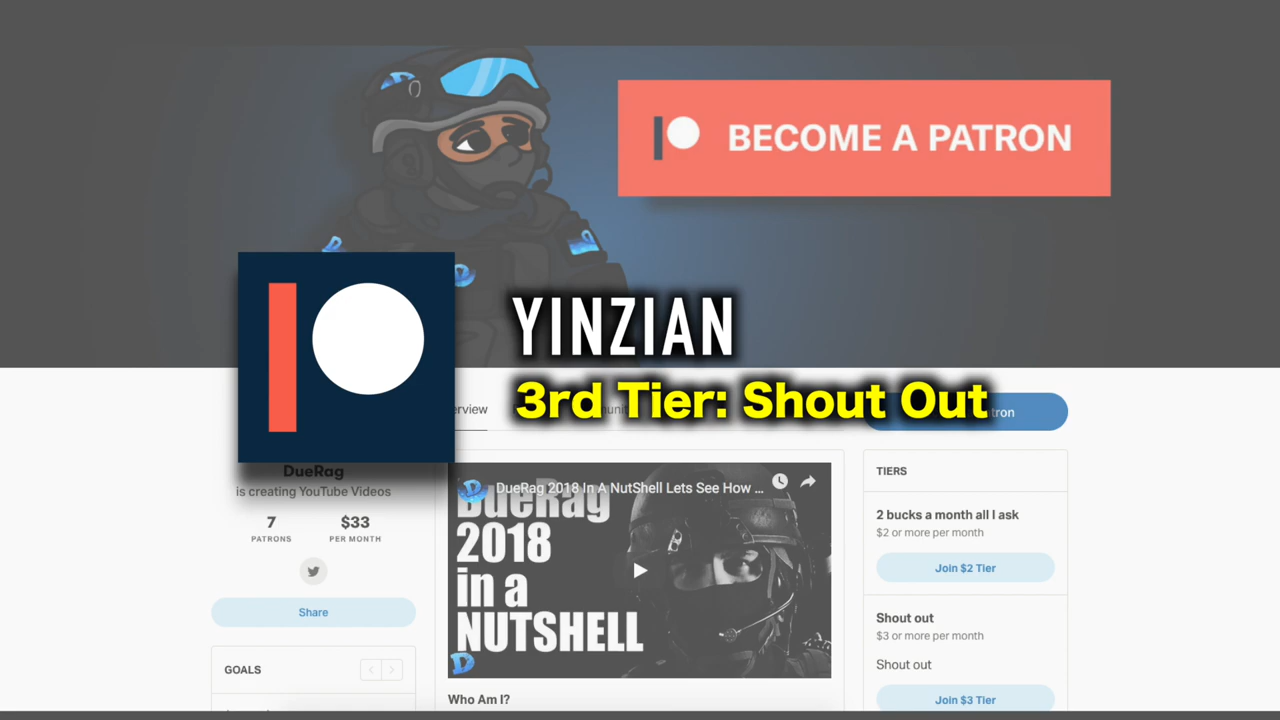 BECOME A PATRON
YINZIAN
3rd Tier: Shout Out
erview
tron
DueRag
is creating YouTube Videos
7
PATRONS
$33
PER MONTH
Share
GOALS
DueRag 2018 In A NutShell Lets See How ...
DueRag
2018
in a
NUTSHELL
Who Am I?
TIERS
2 bucks a month all I ask
$2 or more per month
Join $2 Tier
Shout out
$3 or more per month
Shout out
Join $3 Tier